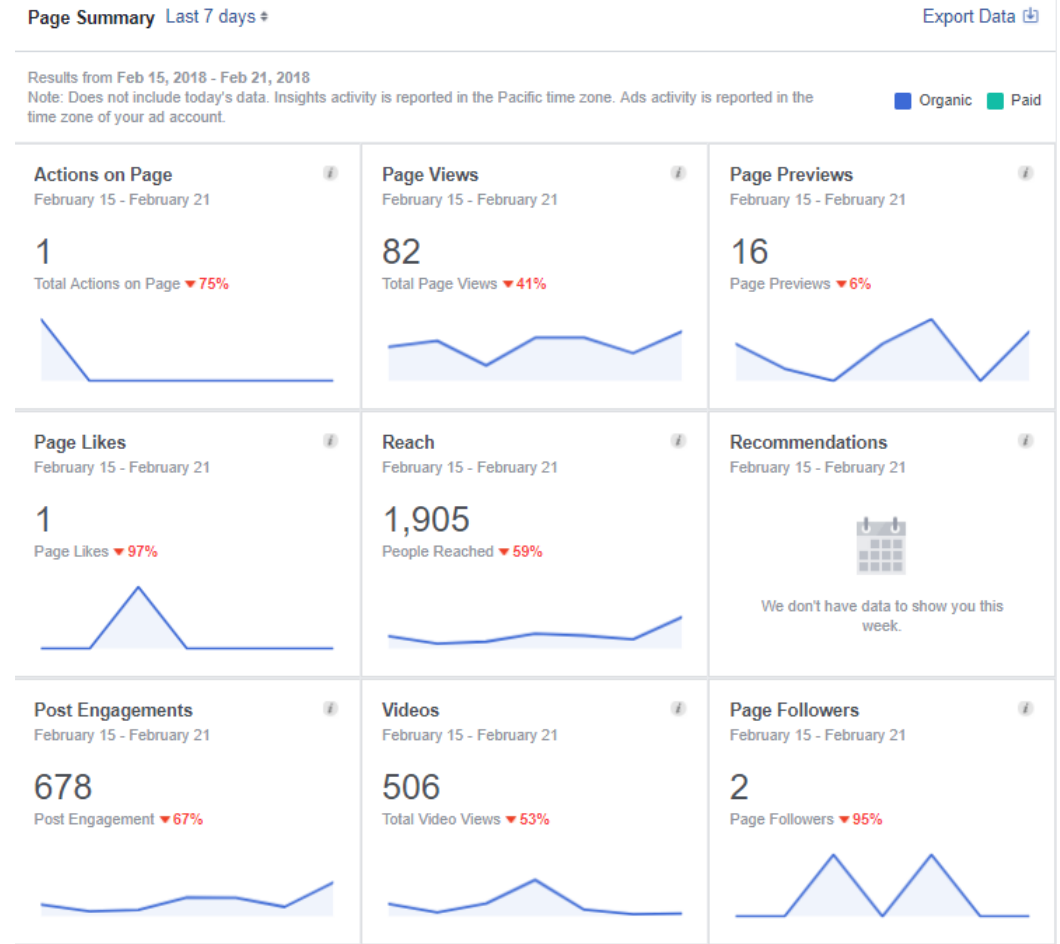 Page Summary Last 7 days
Export Data
Results from Feb 15, 2018 - Feb 21, 2018
Note: Does not include today's data. Insights activity is reported in the Pacific time zone. Ads activity is reported in the
time zone of your ad account.
Organic Paid
Actions on Page
February 15 - February 21
1
Total Actions on Page ▼75%
Page Views
February 15 - February 21
82
Total Page Views ▼41%
Page Previews
February 15 - February 21
16
Page Previews ▼6%
Page Likes
February 15 - February 21
1
Page Likes ▼97%
Reach
February 15 - February 21
1,905
People Reached ▼59%
Recommendations
February 15 - February 21
We don't have data to show you this
week.
Post Engagements
February 15 - February 21
678
Post Engagement ▼67%
Videos
February 15 - February 21
506
Total Video Views ▼53%
Page Followers
February 15 - February 21
2
Page Followers ▼95%